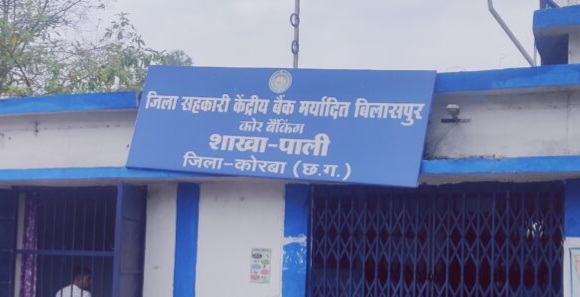 जिला सहकारी केंद्रीय बैंक मर्यादित बिलासपुर
कोर बैंकिंग
शाखा-पाली
जिला-कोरबा (छ.ग.)